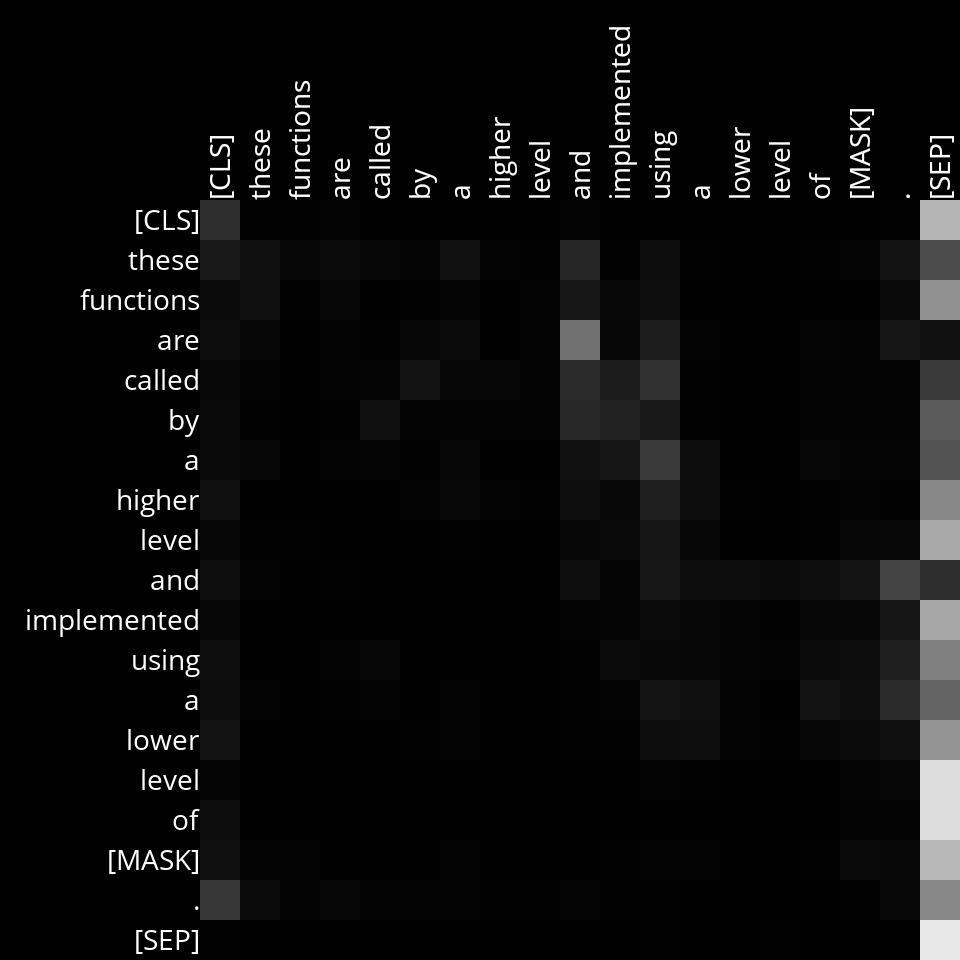 [CLS]
these
functions
are
called
by
a
higher
level
and
implemented
using
a
lower
level
of
[MASK]
.
[SEP]
[CLS]
these
functions
are
called
by
a
higher
level
and
implemented
using
a
lower
level
of
[MASK]
.
[SEP]